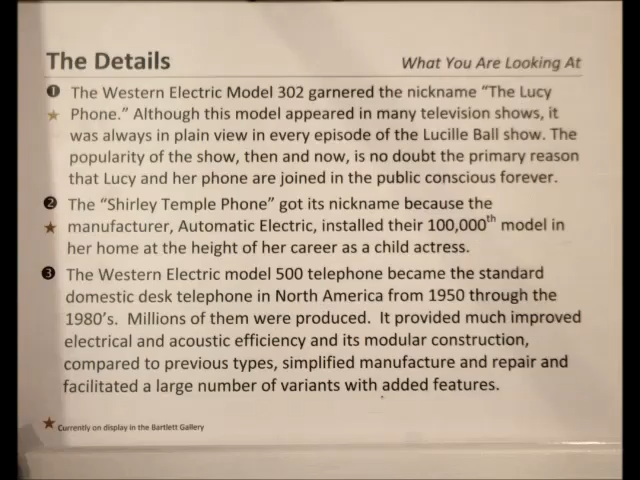 The Details
What You Are Looking At
❶ The Western Electric Model 302 garnered the nickname “The Lucy
★ Phone.” Although this model appeared in many television shows, it
was always in plain view in every episode of the Lucille Ball show. The
popularity of the show, then and now, is no doubt the primary reason
that Lucy and her phone are joined in the public conscious forever.
❷ The “Shirley Temple Phone” got its nickname because the
★ manufacturer, Automatic Electric, installed their 100,000th model in
her home at the height of her career as a child actress.
❸ The Western Electric model 500 telephone became the standard
domestic desk telephone in North America from 1950 through the
1980’s. Millions of them were produced. It provided much improved
electrical and acoustic efficiency and its modular construction,
compared to previous types, simplified manufacture and repair and
facilitated a large number of variants with added features.
★ Currently on display in the Bartlett Gallery